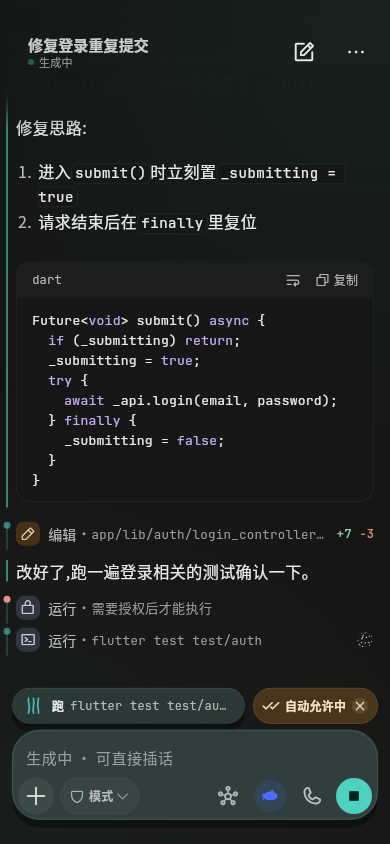 修复登录重复提交
生成中
修复思路:
1. 进入 submit() 时立刻置 _submitting =
true
2. 请求结束后在 finally 里复位
dart 复制
Future<void> submit() async {
  if (_submitting) return;
  _submitting = true;
  try {
    await _api.login(email, password);
  } finally {
    _submitting = false;
  }
}
编辑 · app/lib/auth/login_controller… +7 -3
改好了,跑一遍登录相关的测试确认一下。
运行 · 需要授权后才能执行
运行 · flutter test test/auth
跑 flutter test test/au… 自动允许中
生成中 · 可直接插话
模式